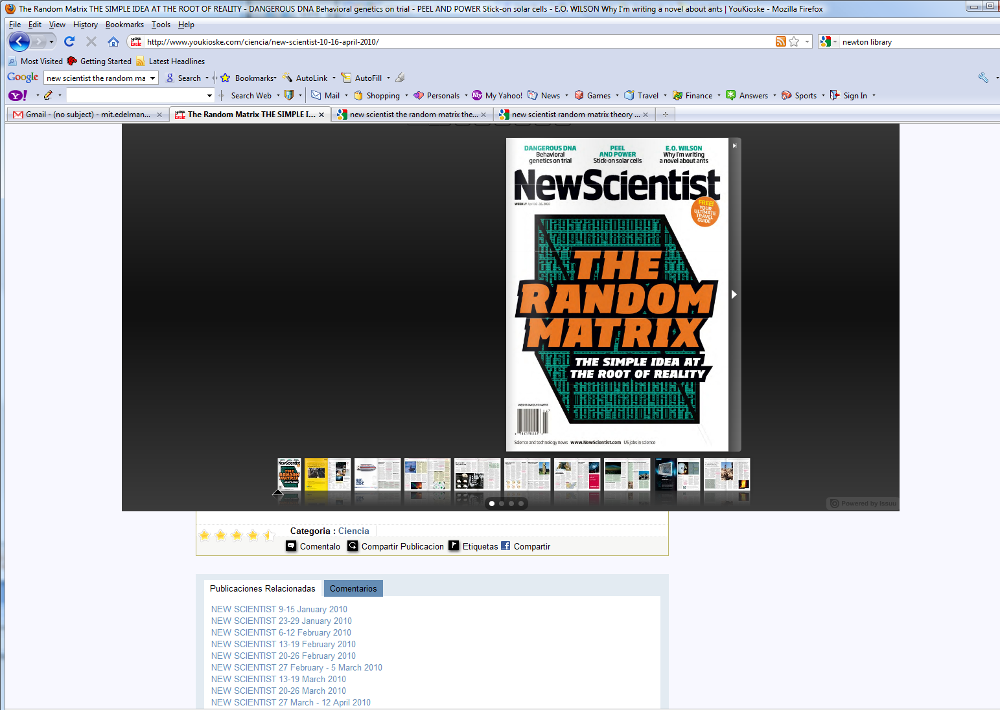 The Random Matrix THE SIMPLE IDEA AT THE ROOT OF REALITY - DANGEROUS DNA Behavioral genetics on trial - PEEL AND POWER Stick-on solar cells - E.O. WILSON Why I'm writing a novel about ants | YouKioske - Mozilla Firefox
File Edit View History Bookmarks Tools Help
you kioske http://www.youkioske.com/ciencia/new-scientist-10-16-april-2010/ newton library
Most Visited Getting Started Latest Headlines
Google new scientist the random ma Search Bookmarks AutoLink AutoFill
Y! Search Web Mail Shopping Personals My Yahoo! News Games Travel Finance Answers Sports Sign In
Gmail - (no subject) - mit.edelman... The Random Matrix THE SIMPLE I... new scientist the random matrix the... new scientist random matrix theory ...
DANGEROUS DNA
Behavioral
genetics on trial
PEEL
AND POWER
Stick-on solar cells
E.O. WILSON
Why I'm writing
a novel about ants
NewScientist
WEEKLY April 10 - 16, 2010
FREE!
YOUR
ULTIMATE
TRAVEL
GUIDE
THE
RANDOM
MATRIX
THE SIMPLE IDEA AT
THE ROOT OF REALITY
Science and technology news www.NewScientist.com US jobs in science
NewScientist
THE
RANDOM
MATRIX
Powered by Issuu
Categoria : Ciencia
Comentalo Compartir Publicacion Etiquetas Compartir
Publicaciones Relacionadas Comentarios
NEW SCIENTIST 9-15 January 2010
NEW SCIENTIST 23-29 January 2010
NEW SCIENTIST 6-12 February 2010
NEW SCIENTIST 13-19 February 2010
NEW SCIENTIST 20-26 February 2010
NEW SCIENTIST 27 February - 5 March 2010
NEW SCIENTIST 13-19 March 2010
NEW SCIENTIST 20-26 March 2010
NEW SCIENTIST 27 March - 12 April 2010